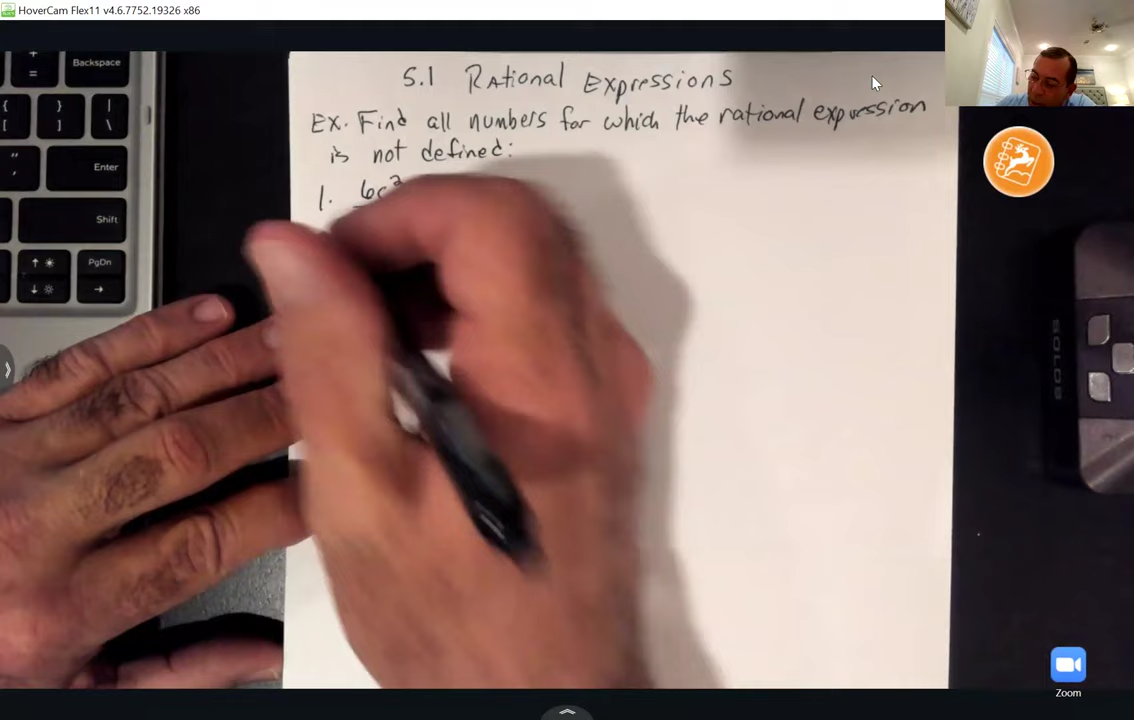 HoverCam Flex11 v4.6.7752.19326 x86
5.1 Rational Expressions
Ex. Find all numbers for which the rational expression
is not defined:
1.
+
=
Backspace
{
[
}
]
|
\
"
Enter
Shift
PgDn
Zoom